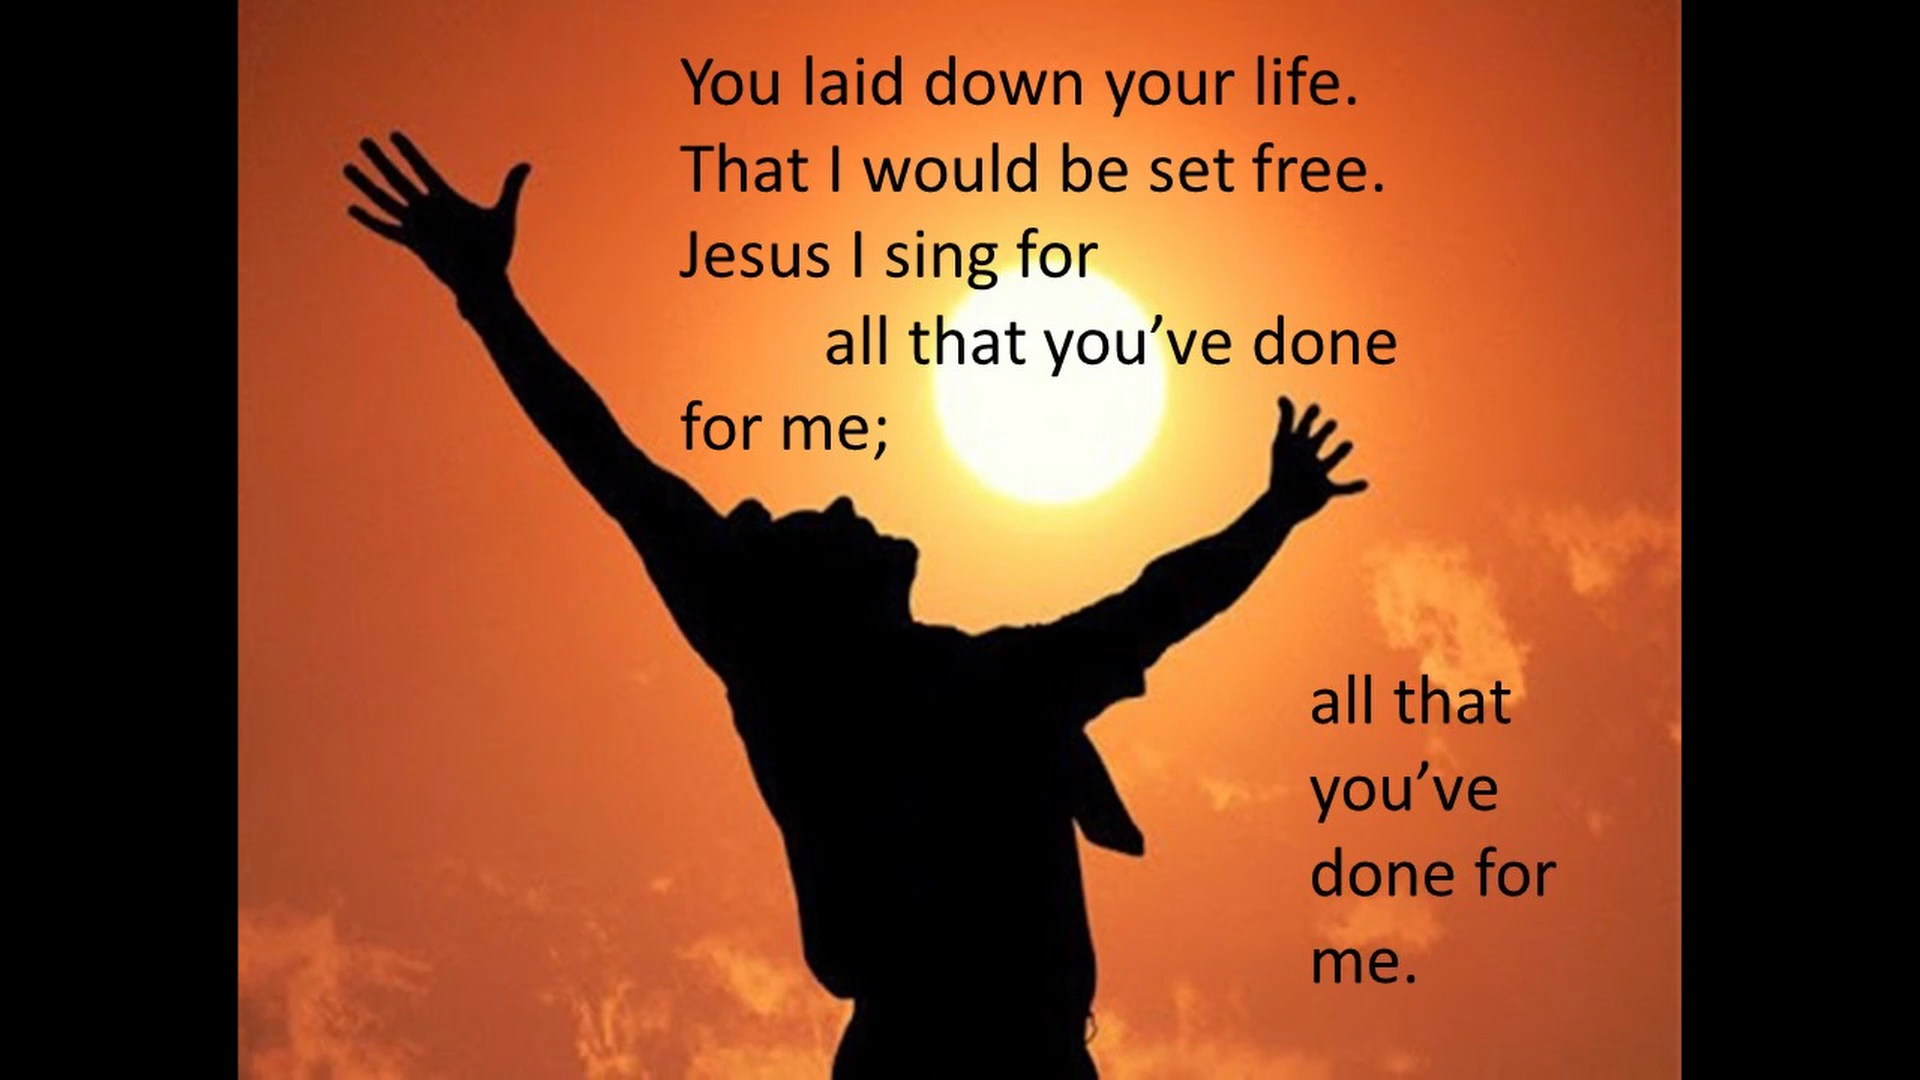 You laid down your life.
That I would be set free.
Jesus I sing for
all that you’ve done
for me;
all that
you’ve
done for
me.